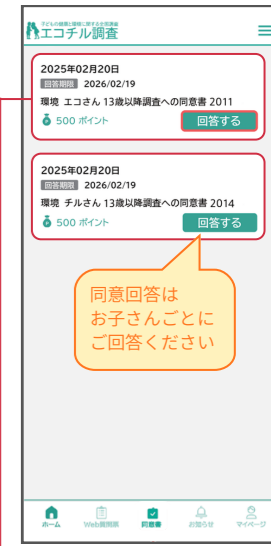 子どもの健康と環境に関する全国調査
エコチル調査
2025年02月20日
回答期限 2026/02/19
環境 エコさん 13歳以降調査への同意書 2011
500 ポイント
回答する
2025年02月20日
回答期限 2026/02/19
環境 チルさん 13歳以降調査への同意書 2014
500 ポイント
回答する
同意回答は
お子さんごとに
ご回答ください
ホーム
Web質問票
同意書
お知らせ
マイページ